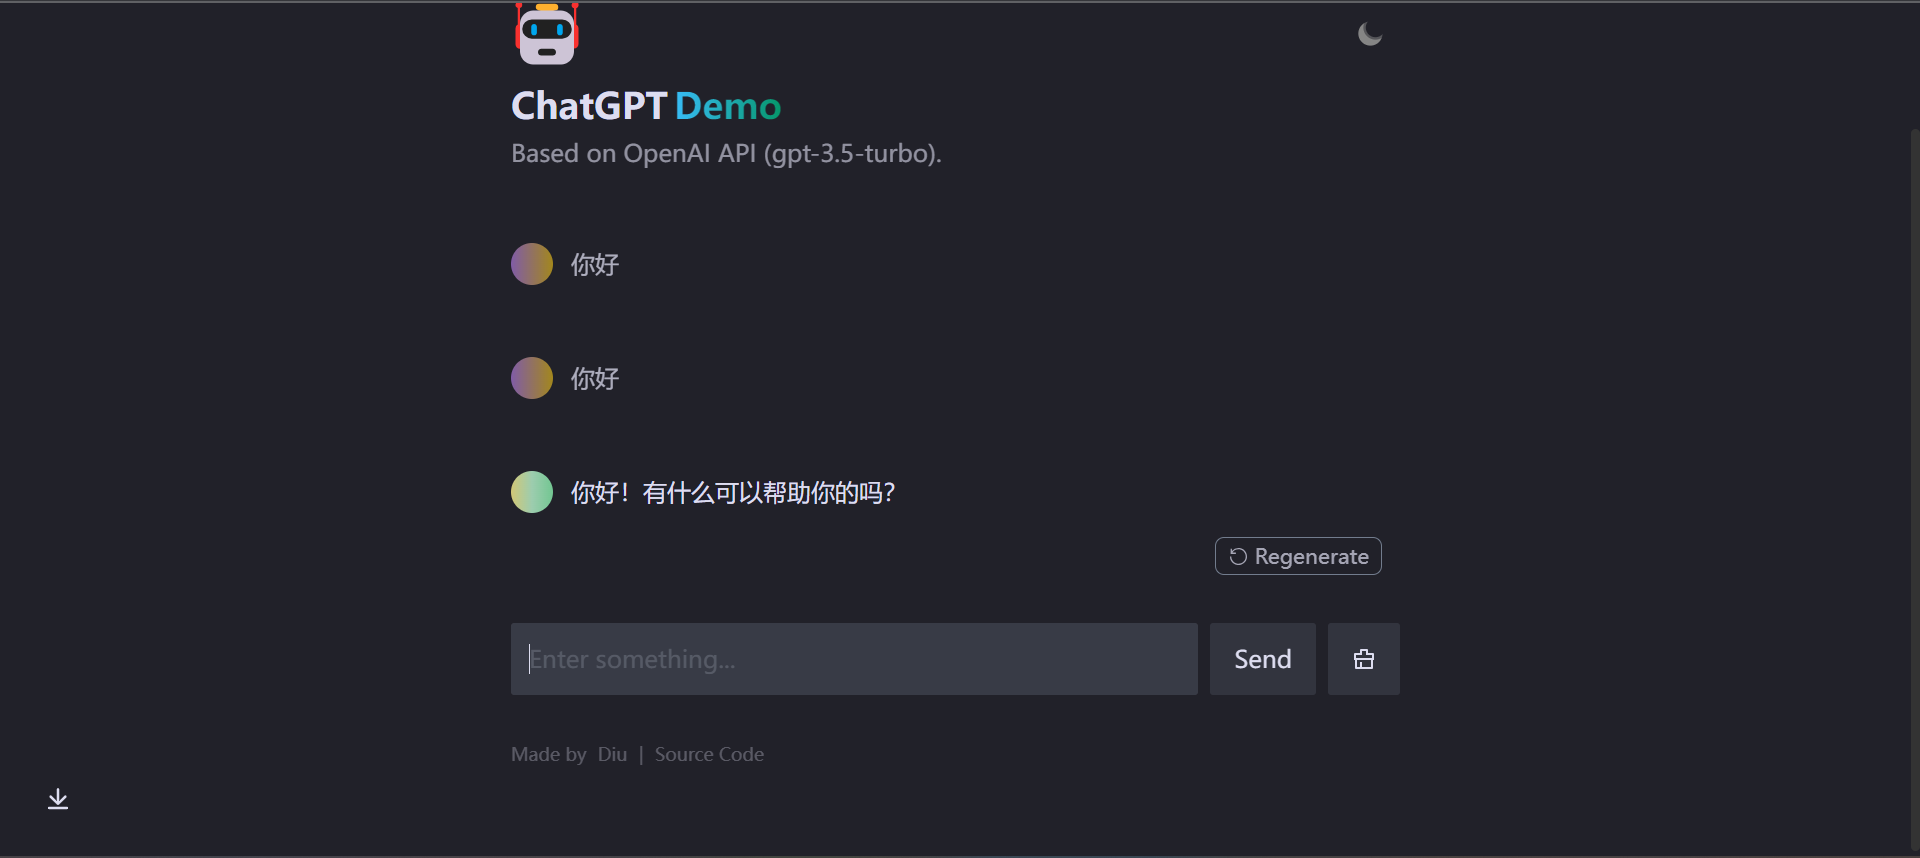 ChatGPT Demo
Based on OpenAI API (gpt-3.5-turbo).
你好
你好
你好！有什么可以帮助你的吗？
Regenerate
Enter something...
Send
Made by Diu | Source Code